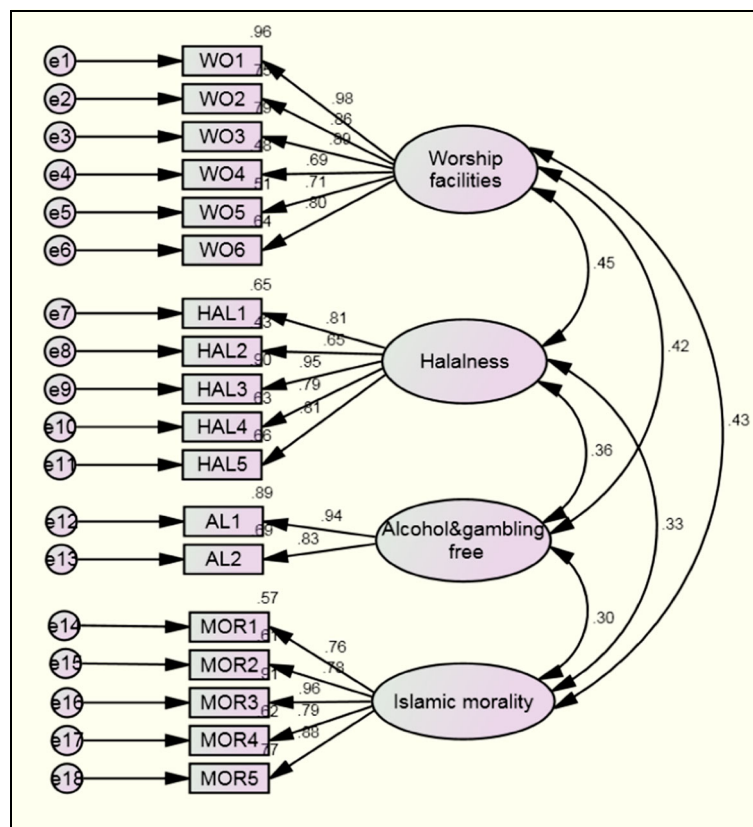 .96
e1
WO1
.75
.98
e2
WO2
.79
.86
e3
WO3
.48
.89
e4
WO4
.51
.69
e5
WO5
.64
.71
e6
WO6
.80
Worship
facilities
.45
.42
.43
.65
e7
HAL1
.43
.81
e8
HAL2
.90
.65
e9
HAL3
.63
.95
e10
HAL4
.66
.79
e11
HAL5
.81
Halalness
.36
.33
.89
e12
AL1
.69
.94
e13
AL2
.83
Alcohol&gambling
free
.30
.57
e14
MOR1
.61
.76
e15
MOR2
.91
.78
e16
MOR3
.62
.96
e17
MOR4
.77
.79
e18
MOR5
.88
Islamic morality